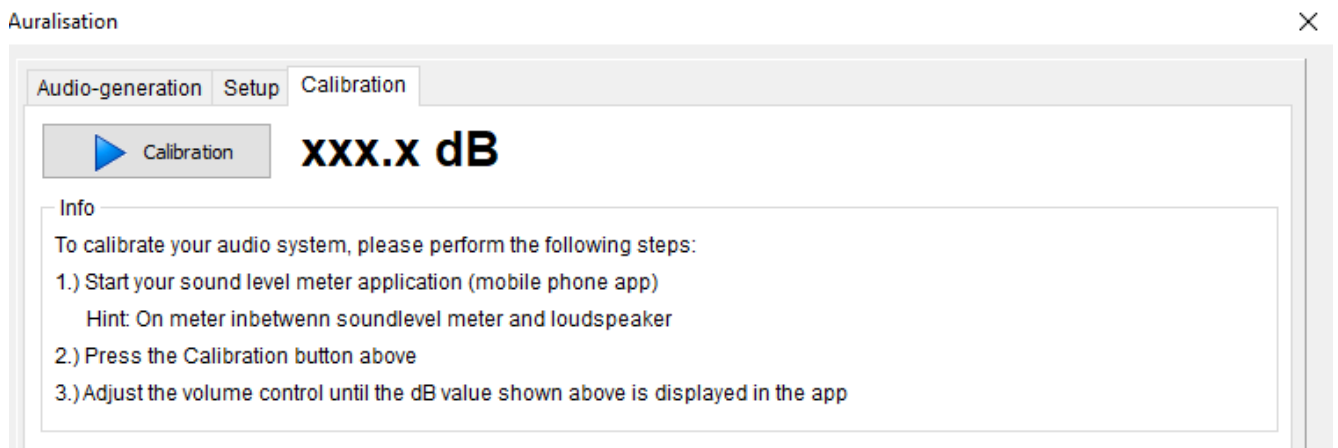 Auralisation
Audio-generation Setup Calibration
Calibration xxx.x dB
Info
To calibrate your audio system, please perform the following steps:
1.) Start your sound level meter application (mobile phone app)
Hint: On meter inbetwenn soundlevel meter and loudspeaker
2.) Press the Calibration button above
3.) Adjust the volume control until the dB value shown above is displayed in the app